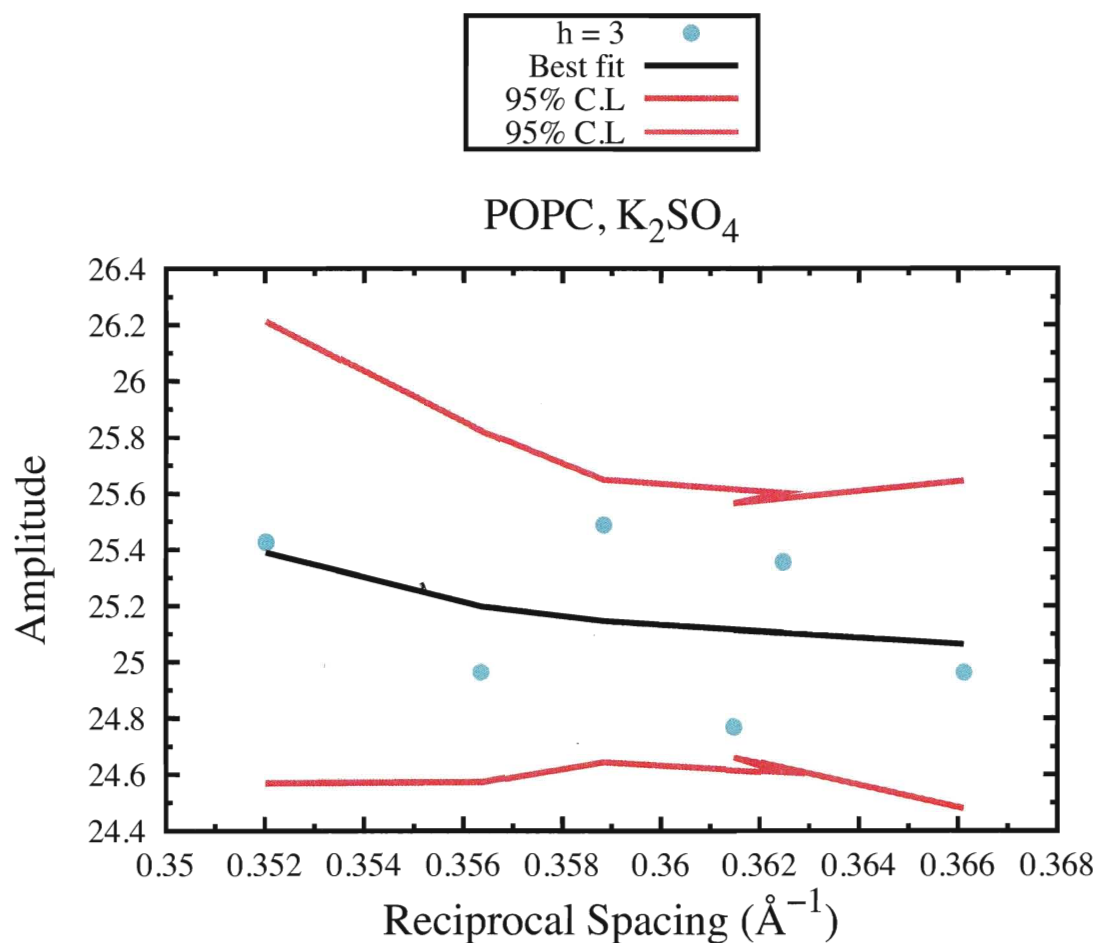 h = 3
Best fit
95% C.L
95% C.L
POPC, K₂SO₄
26.4
26.2
26
25.8
25.6
25.4
25.2
25
24.8
24.6
24.4
Amplitude
0.35 0.352 0.354 0.356 0.358 0.36 0.362 0.364 0.366 0.368
Reciprocal Spacing (Å⁻¹)